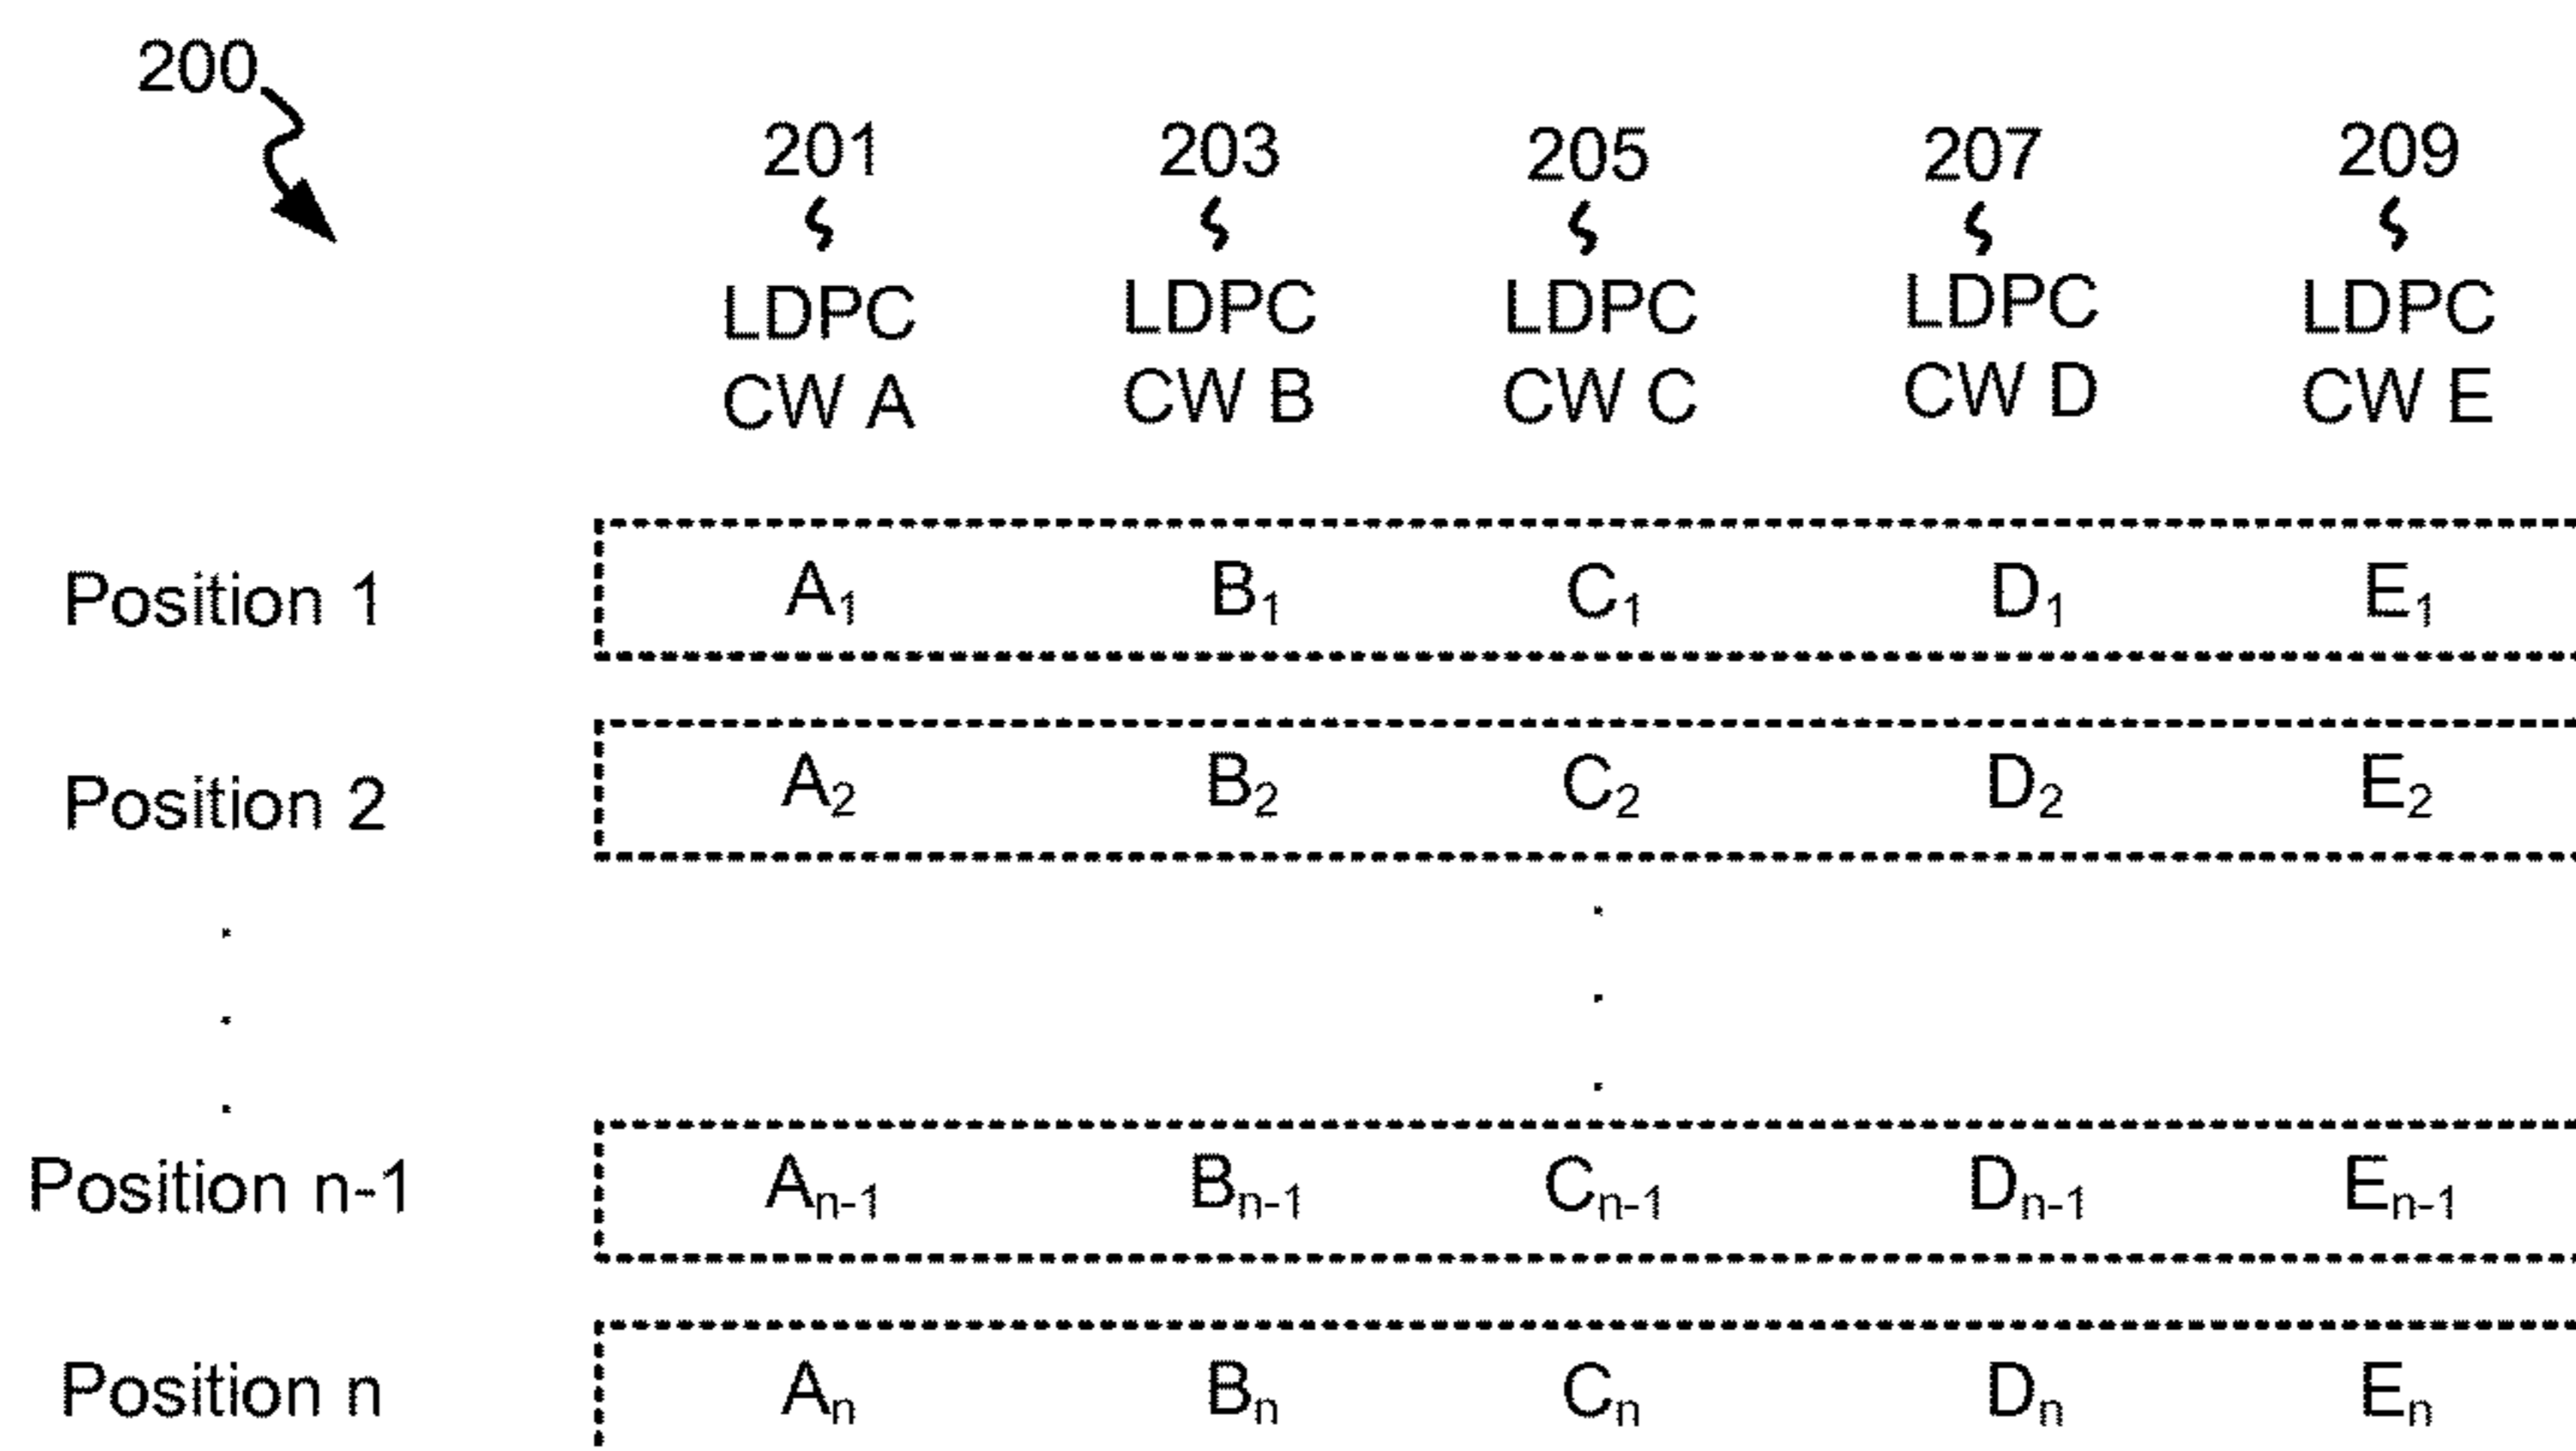 200
201 203 205 207 209
LDPC LDPC LDPC LDPC LDPC
CW A CW B CW C CW D CW E
Position 1 A₁ B₁ C₁ D₁ E₁
Position 2 A₂ B₂ C₂ D₂ E₂
.
.
.
Position n-1 Aₙ₋₁ Bₙ₋₁ Cₙ₋₁ Dₙ₋₁ Eₙ₋₁
Position n Aₙ Bₙ Cₙ Dₙ Eₙ